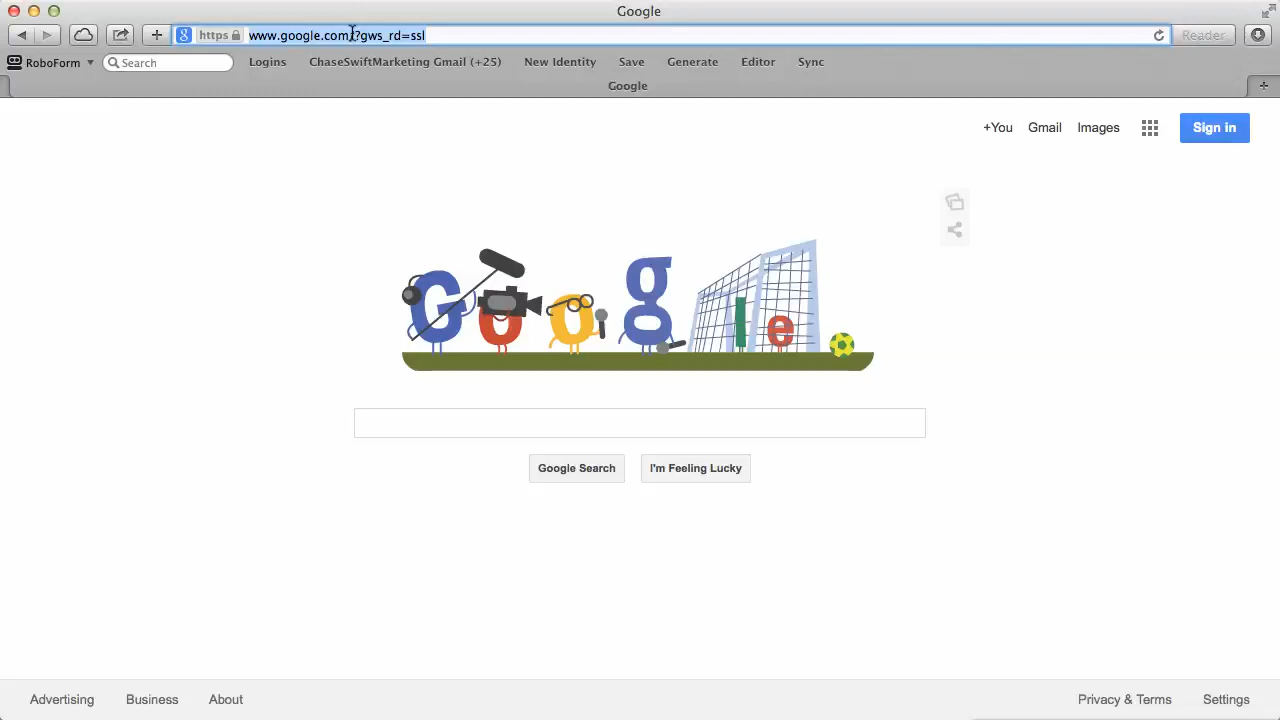 Google
https www.google.com/?gws_rd=ssl Reader
RoboForm Search Logins ChaseSwiftMarketing Gmail (+25) New Identity Save Generate Editor Sync
Google
+You Gmail Images Sign in
Google
Google Search I'm Feeling Lucky
Advertising Business About Privacy & Terms Settings